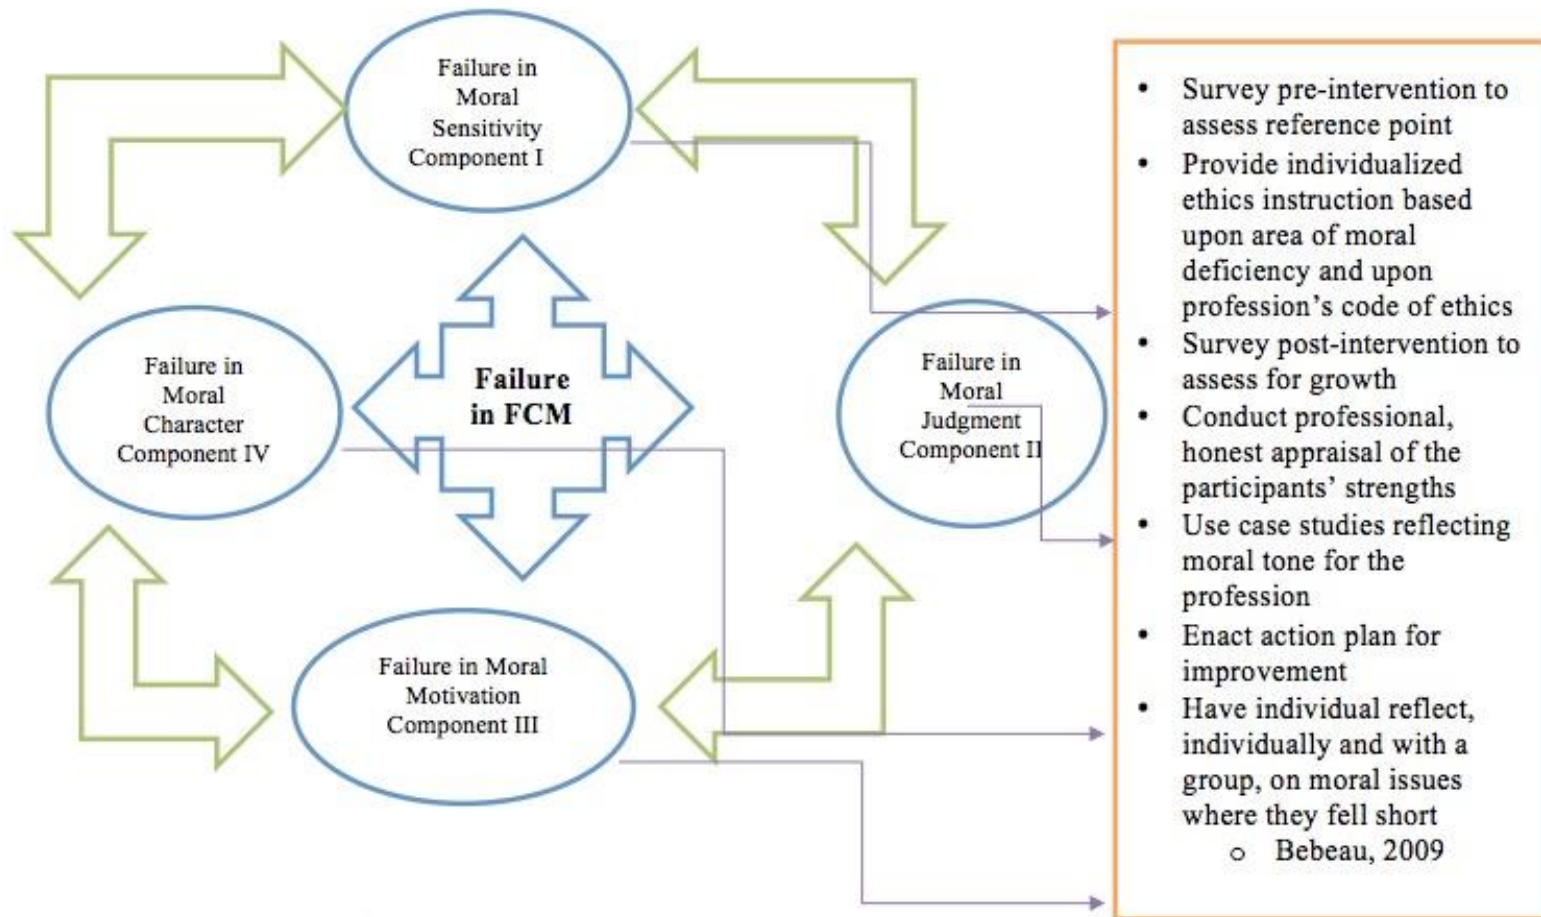 Failure in
Moral
Sensitivity
Component I
Failure in
Moral
Character
Component IV
Failure
in FCM
Failure in
Moral
Judgment
Component II
Failure in Moral
Motivation
Component III
• Survey pre-intervention to
assess reference point
• Provide individualized
ethics instruction based
upon area of moral
deficiency and upon
profession’s code of ethics
• Survey post-intervention to
assess for growth
• Conduct professional,
honest appraisal of the
participants’ strengths
• Use case studies reflecting
moral tone for the
profession
• Enact action plan for
improvement
• Have individual reflect,
individually and with a
group, on moral issues
where they fell short
o Bebeau, 2009